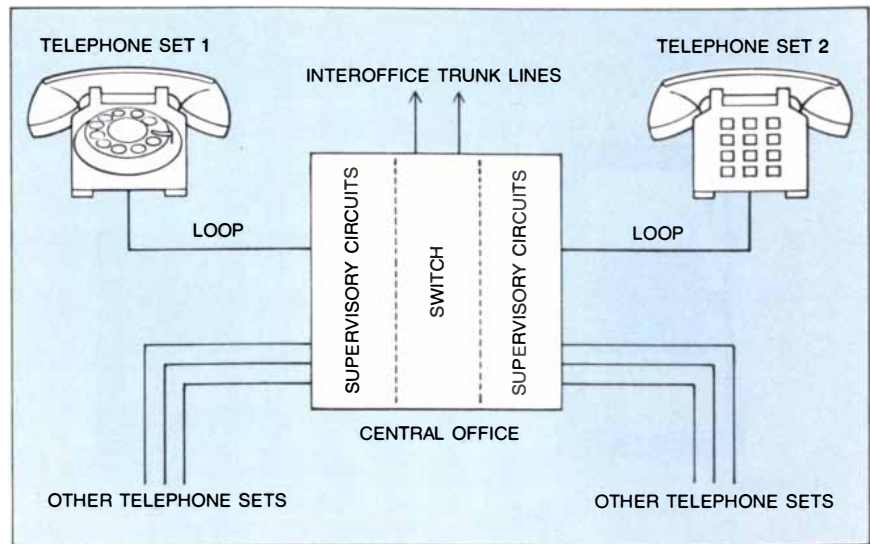 TELEPHONE SET 1
TELEPHONE SET 2
INTEROFFICE TRUNK LINES
LOOP
SUPERVISORY CIRCUITS
SWITCH
SUPERVISORY CIRCUITS
LOOP
CENTRAL OFFICE
OTHER TELEPHONE SETS
OTHER TELEPHONE SETS